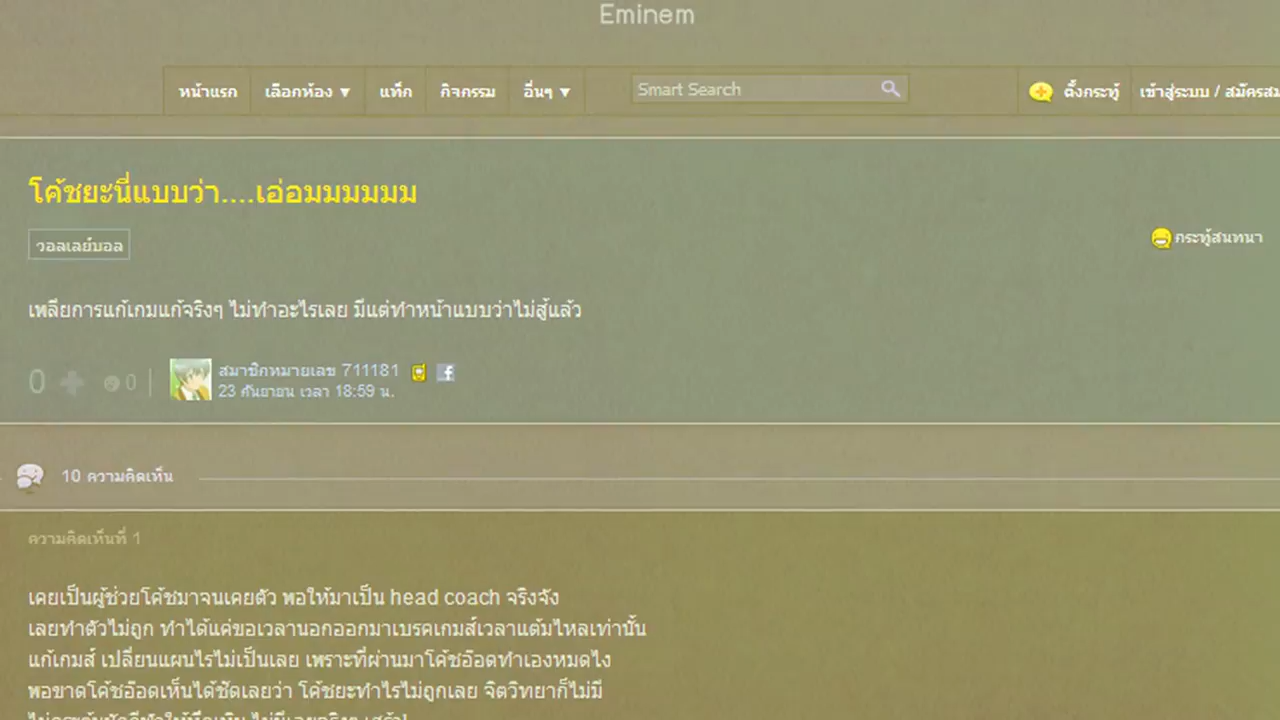 Eminem
หน้าแรก เลือกห้อง ▼ แท็ก กิจกรรม อื่นๆ ▼ Smart Search ตั้งกระทู้ เข้าสู่ระบบ / สมัครสม
โค้ชยะนี่แบบว่า....เอ่อมมมมมม
วอลเลย์บอล
กระทู้สนทนา
เพลียการแก้เกมแก้จริงๆ ไม่ทำอะไรเลย มีแต่ทำหน้าแบบว่าไม่สู้แล้ว
0 0 สมาชิกหมายเลข 711181
23 กันยายน เวลา 18:59 น.
10 ความคิดเห็น
ความคิดเห็นที่ 1
เคยเป็นผู้ช่วยโค้ชมาจนเคยตัว พอให้มาเป็น head coach จริงจัง
เลยทำตัวไม่ถูก ทำได้แค่ขอเวลานอกออกมาเบรคเกมส์เวลาแต้มไหลเท่านั้น
แก้เกมส์ เปลี่ยนแผนไรไม่เป็นเลย เพราะที่ผ่านมาโค้ชอ๊อดทำเองหมดไง
พอขาดโค้ชอ๊อดเห็นได้ชัดเลยว่า โค้ชยะทำไรไม่ถูกเลย จิตวิทยาก็ไม่มี